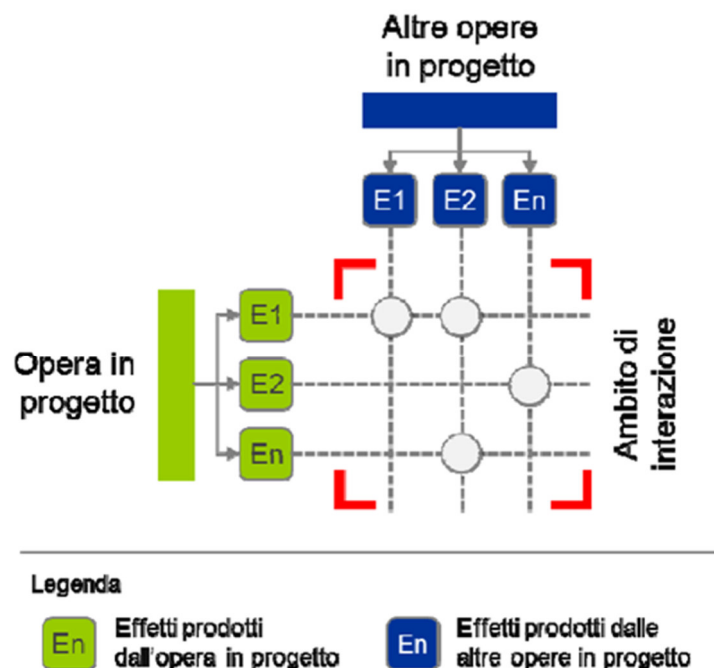 Altre opere
in progetto
E1 E2 En
E1
Opera in
progetto
E2
En
Ambito di
interazione
Legenda
En
Effetti prodotti
dall'opera in progetto
En
Effetti prodotti dalle
altre opere in progetto